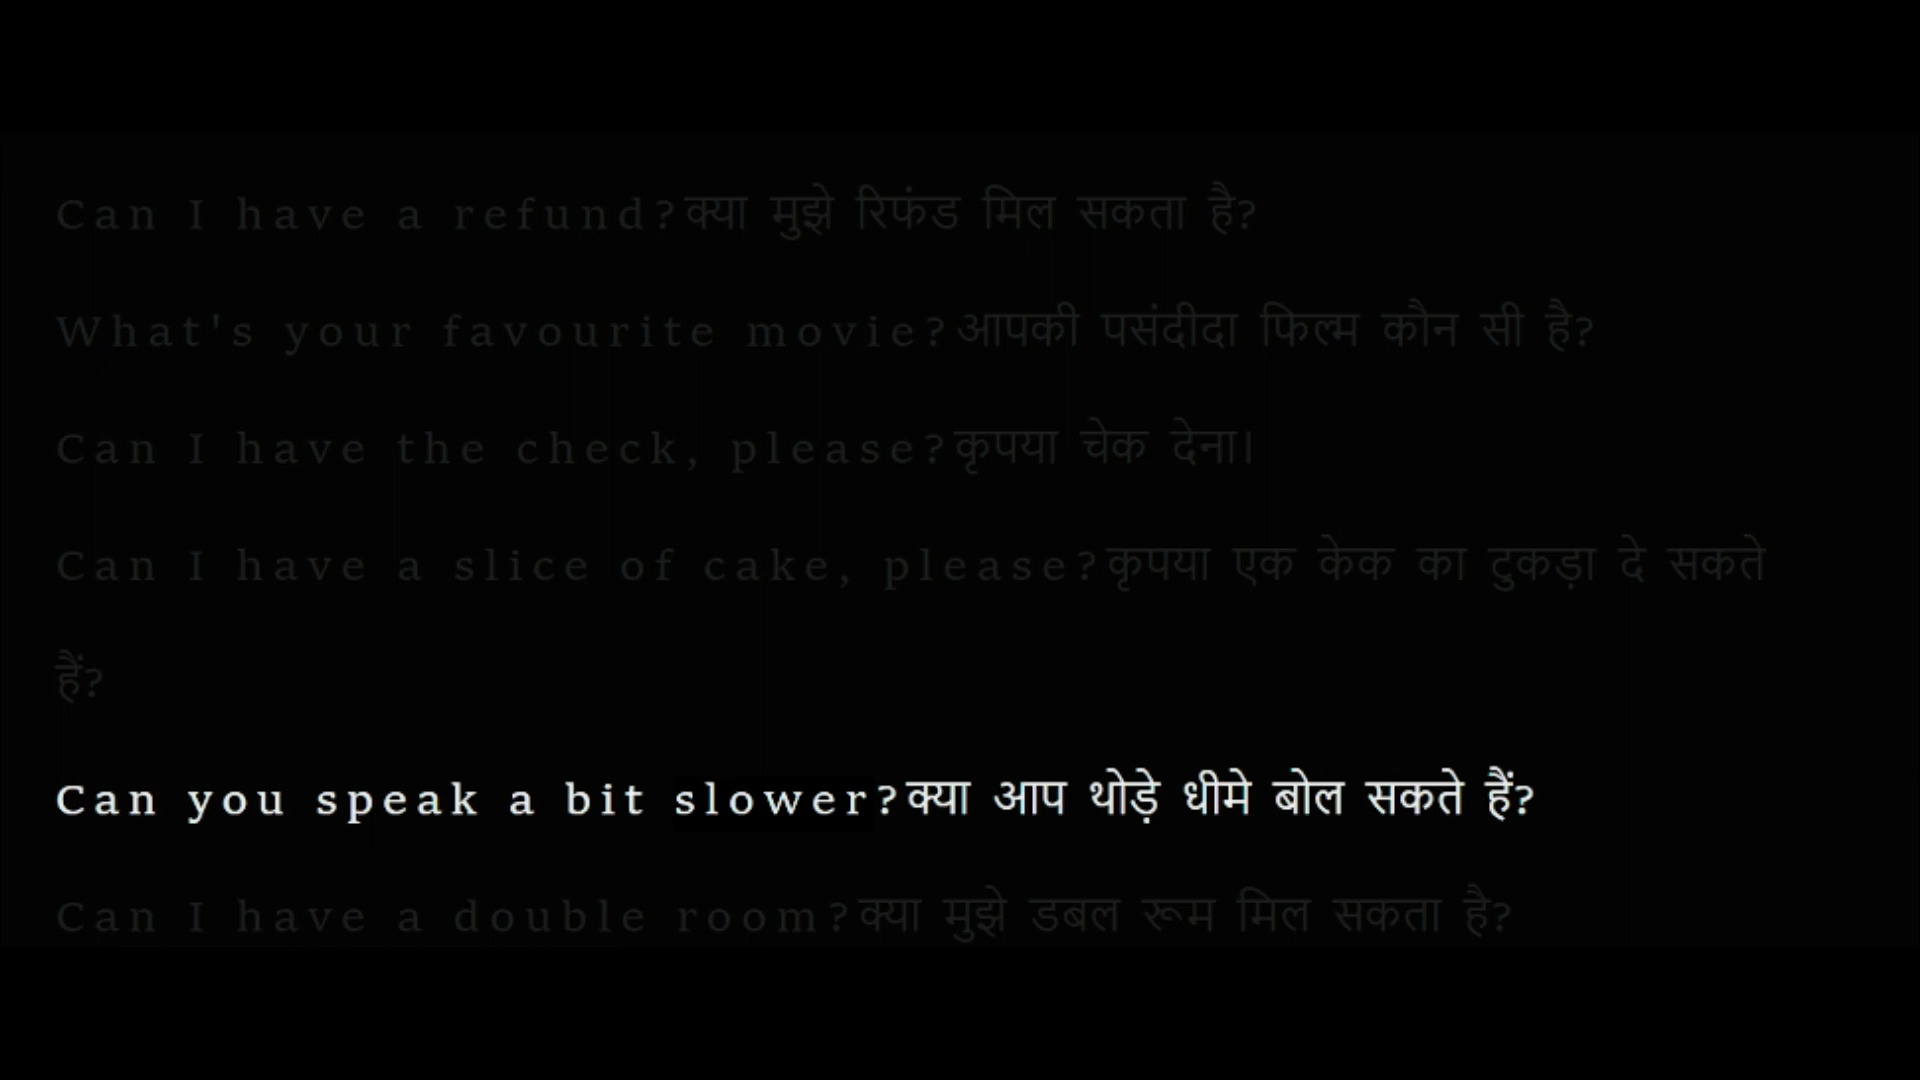 Can I have a refund?क्या मुझे रिफंड मिल सकता है?
What's your favourite movie?आपकी पसंदीदा फिल्म कौन सी है?
Can I have the check, please?कृपया चेक देना।
Can I have a slice of cake, please?कृपया एक केक का टुकड़ा दे सकते
हैं?
Can you speak a bit slower?क्या आप थोड़े धीमे बोल सकते हैं?
Can I have a double room?क्या मुझे डबल रूम मिल सकता है?